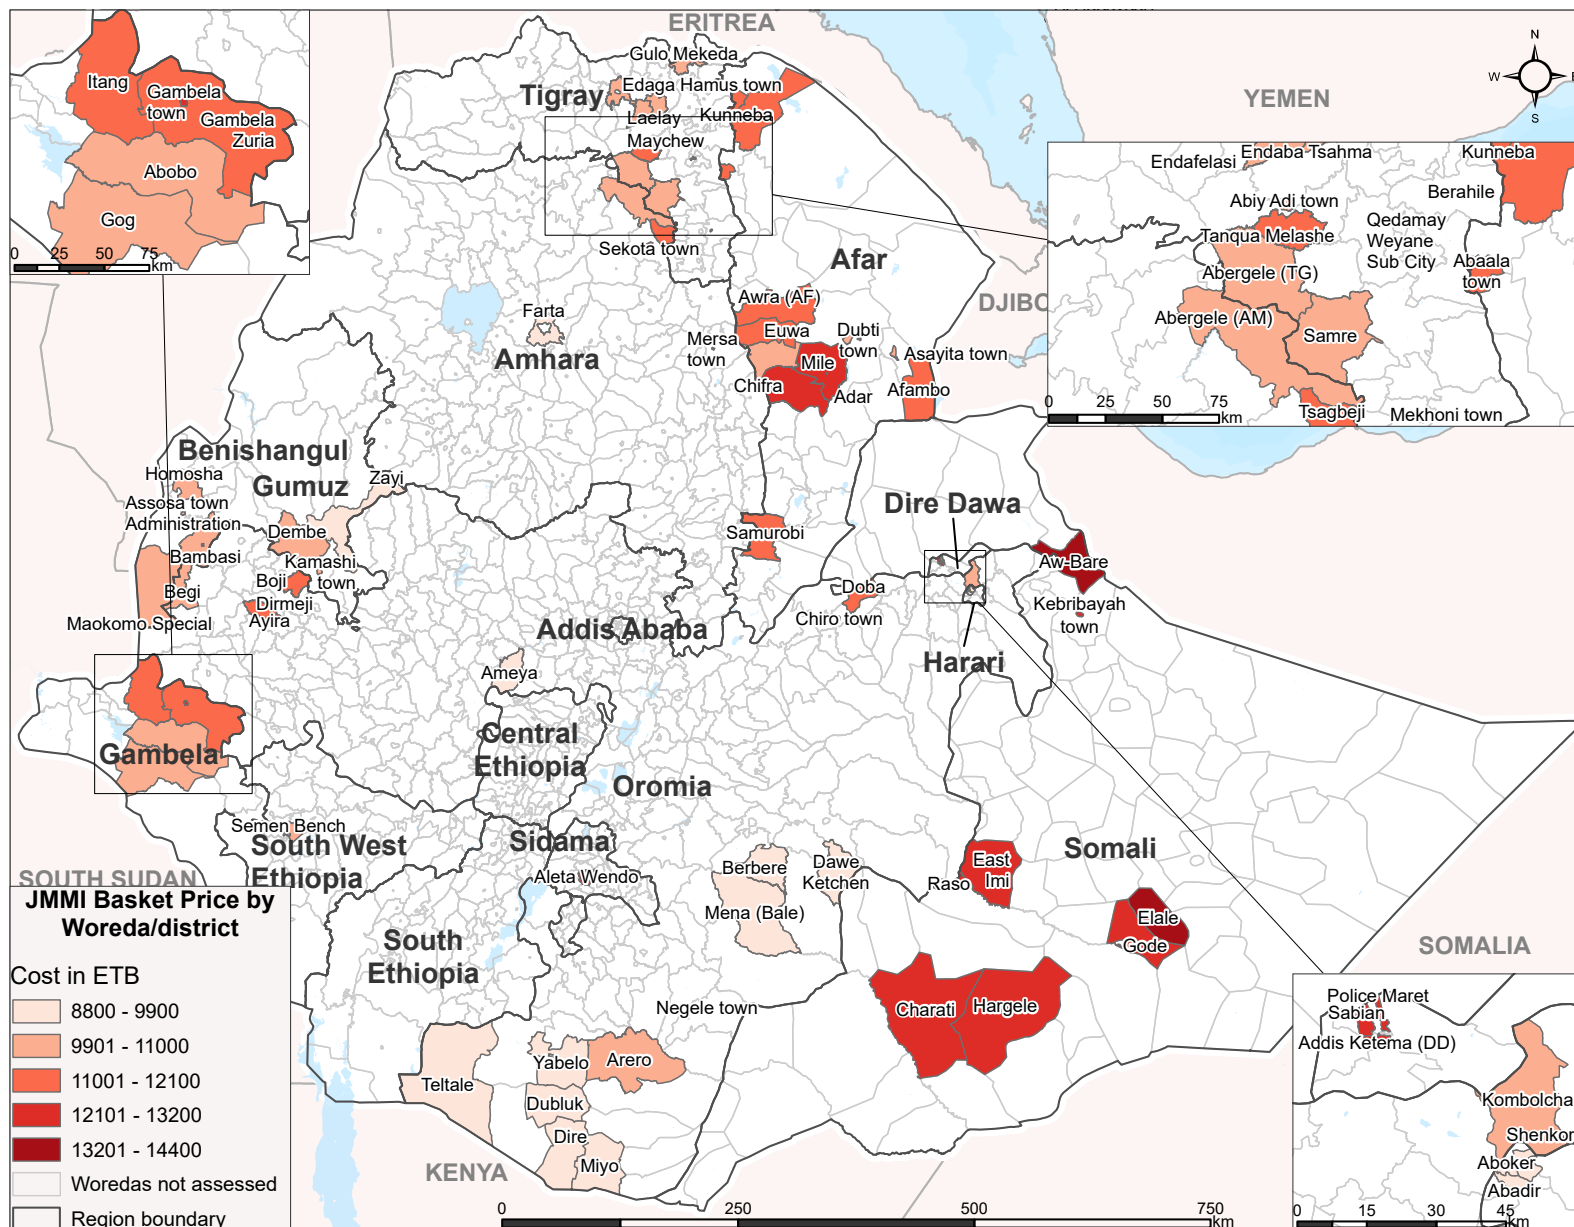 ERITREA
YEMEN
DJIBO
SOMALIA
KENYA
SOUTH SUDAN
N
W
S
Itang
Gambela
town
Gambela
Zuria
Abobo
Gog
0 25 50 75
km
Gulo Mekeda
Tigray
Edaga Hamus town
Laelay
Maychew
Kunneba
Sekota town
Afar
Awra (AF)
Euwa
Mersa
town
Dubti
town
Mile
Asayita town
Chifra
Adar
Afambo
Farta
Amhara
Endafelasi
Endaba Tsahma
Kunneba
Berahile
Abiy Adi town
Qedamay
Weyane
Sub City
Tanqua Melashe
Abergele (TG)
Abaala
town
Abergele (AM)
Samre
Tsagbeji
Mekhoni town
0 25 50 75
km
Benishangul
Gumuz
Homosha
Zayi
Assosa town
Administration
Dembe
Bambasi
Kamashi
town
Boji
Dirmeji
Begi
Ayira
Maokomo Special
Samurobi
Dire Dawa
Aw-Bare
Doba
Chiro town
Kebribayah
town
Harari
Addis Ababa
Ameya
Gambela
Central
Ethiopia
Oromia
Semen Bench
South West
Ethiopia
Sidama
Aleta Wendo
South
Ethiopia
Berbere
Dawe
Ketchen
Mena (Bale)
Raso
East
Imi
Somali
Elale
Gode
Charati
Hargele
Negele town
Teltale
Yabelo
Arero
Dubluk
Dire
Miyo
JMMI Basket Price by
Woreda/district
Cost in ETB
8800 - 9900
9901 - 11000
11001 - 12100
12101 - 13200
13201 - 14400
Woredas not assessed
Region boundary
0 250 500 750
km
Police Maret
Sabian
Addis Ketema (DD)
Kombolcha
Shenkor
Aboker
Abadir
0 15 30 45
km